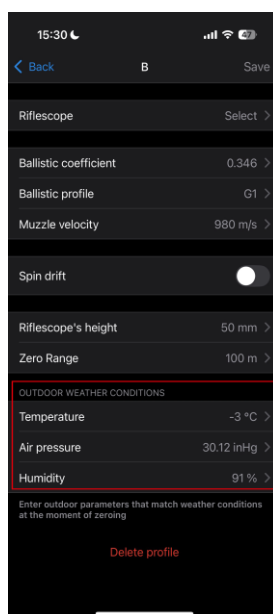 15:30 47
Back B Save
Riflescope Select
Ballistic coefficient 0.346
Ballistic profile G1
Muzzle velocity 980 m/s
Spin drift
Riflescope's height 50 mm
Zero Range 100 m
OUTDOOR WEATHER CONDITIONS
Temperature -3 °C
Air pressure 30.12 inHg
Humidity 91 %
Enter outdoor parameters that match weather conditions
at the moment of zeroing
Delete profile